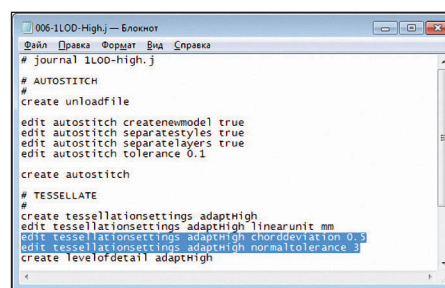 006-1LOD-High.j — Блокнот
Файл Правка Формат Вид Справка
# journal 1LOD-high.j
# AUTOSTITCH
#
create unloadfile
edit autostitch createnewmodel true
edit autostitch separatestyles true
edit autostitch separatelayers true
edit autostitch tolerance 0.1
create autostitch
# TESSELLATE
#
create tessellationsettings adaptHigh
edit tessellationsettings adaptHigh linearunit mm
edit tessellationsettings adaptHigh chorddeviation 0.5
edit tessellationsettings adaptHigh normaltolerance 3
create levelofdetail adaptHigh